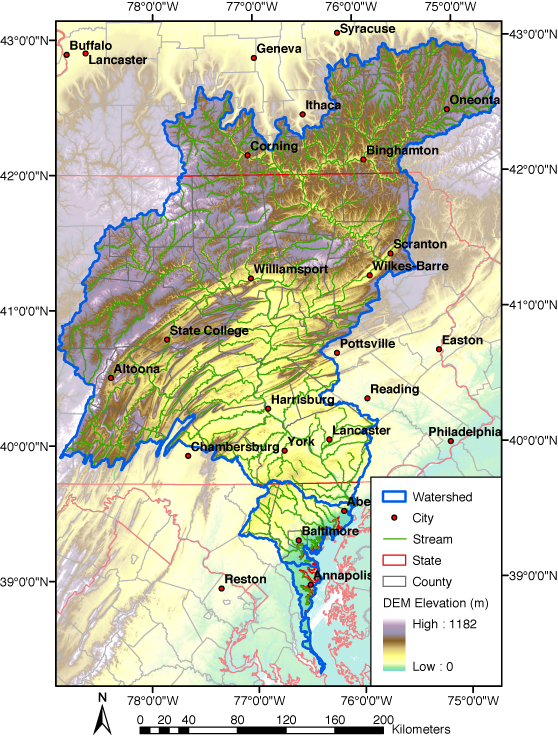 78°0'0"W 77°0'0"W 76°0'0"W 75°0'0"W
43°0'0"N
43°0'0"N
Syracuse
Buffalo
Lancaster
Geneva
Ithaca
Oneonta
Corning
Binghamton
42°0'0"N
42°0'0"N
Scranton
Williamsport
Wilkes-Barre
41°0'0"N
41°0'0"N
State College
Pottsville
Easton
Altoona
Reading
Harrisburg
Lancaster
Philadelphia
40°0'0"N
40°0'0"N
Chambersburg
York
Abe
Baltimore
39°0'0"N
39°0'0"N
Reston
Annapolis
Watershed
City
Stream
State
County
DEM Elevation (m)
High : 1182
Low : 0
78°0'0"W 77°0'0"W 76°0'0"W 75°0'0"W
N
0 20 40 80 120 160 200
Kilometers